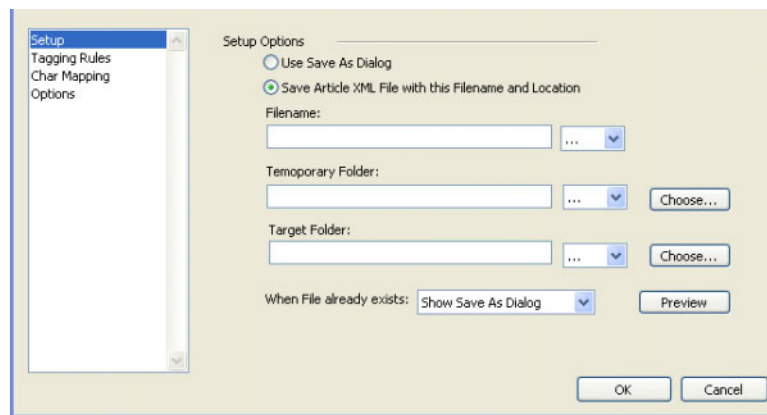 Setup
Tagging Rules
Char Mapping
Options
Setup Options
Use Save As Dialog
Save Article XML File with this Filename and Location
Filename:
...
Temoporary Folder:
... Choose...
Target Folder:
... Choose...
When File already exists: Show Save As Dialog Preview
OK Cancel